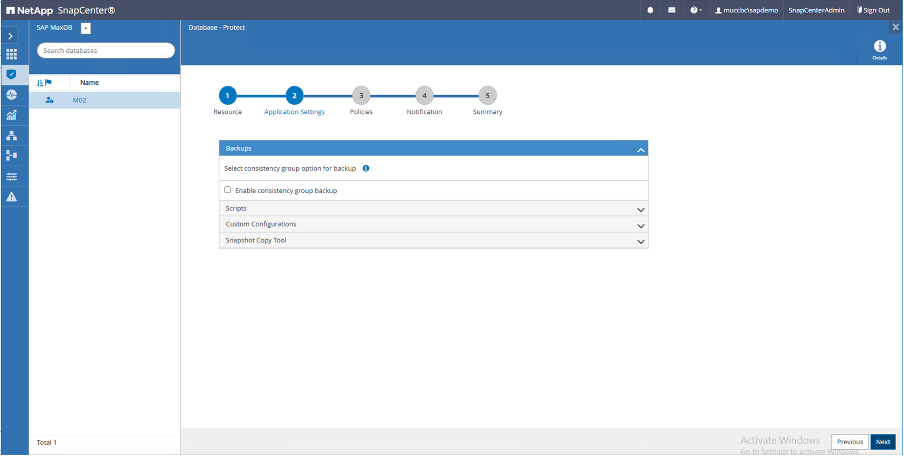 NetApp SnapCenter®
muccbc\sapdemo SnapCenterAdmin Sign Out
SAP MaxDB
Database - Protect
Search databases
Details
Name
M02
1 2 3 4 5
Resource Application Settings Policies Notification Summary
Backups
Select consistency group option for backup
Enable consistency group backup
Scripts
Custom Configurations
Snapshot Copy Tool
Total 1
Activate Windows
Go to Settings to activate Windows.
Previous Next